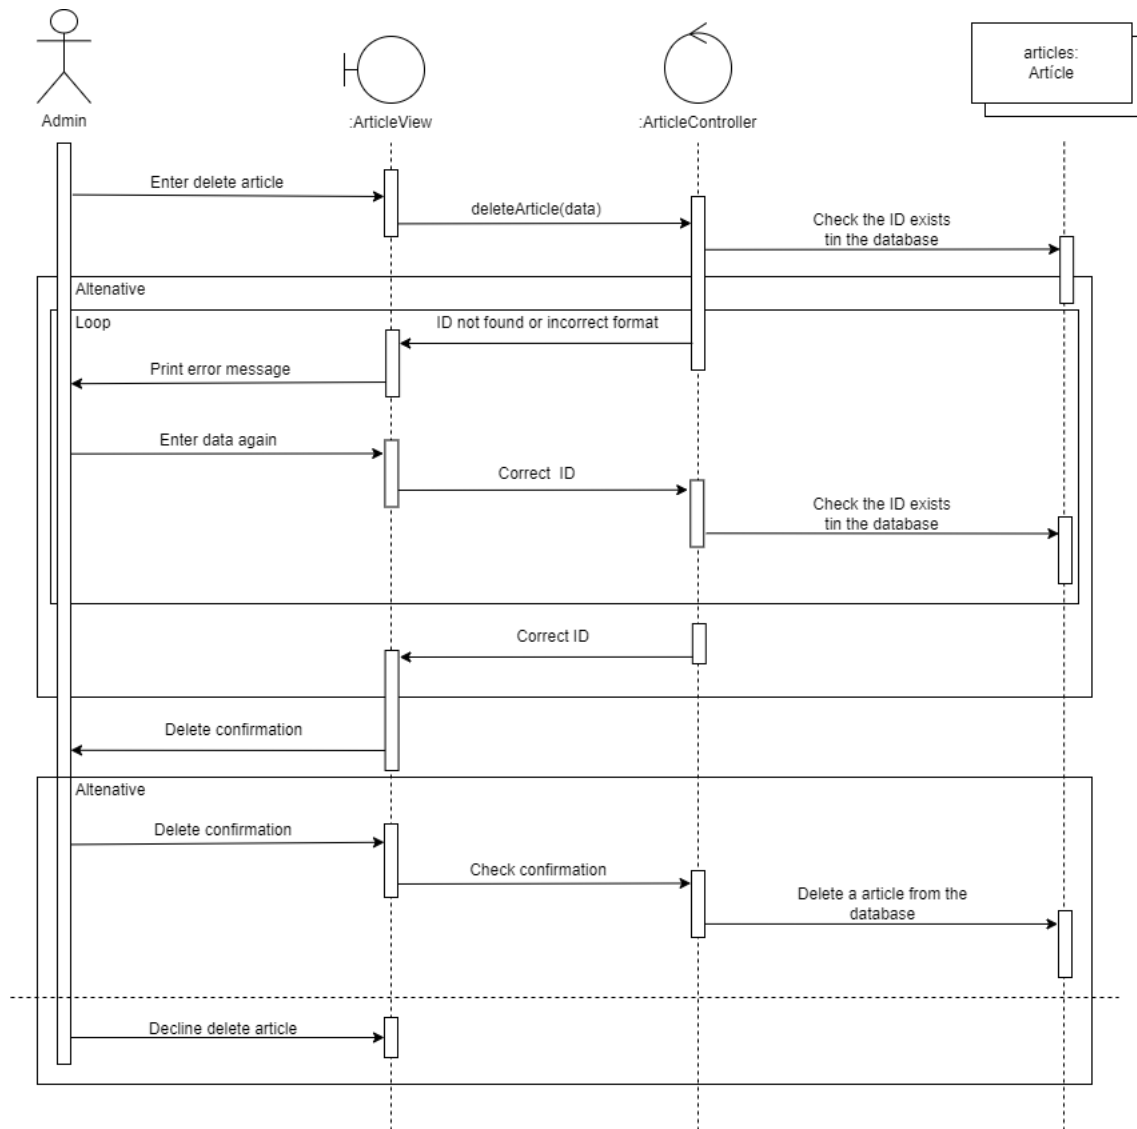 articles:
Artícle
Admin
:ArticleView
:ArticleController
Enter delete article
deleteArticle(data)
Check the ID exists
tin the database
Altenative
Loop
ID not found or incorrect format
Print error message
Enter data again
Correct  ID
Check the ID exists
tin the database
Correct ID
Delete confirmation
Altenative
Delete confirmation
Check confirmation
Delete a article from the
database
Decline delete article